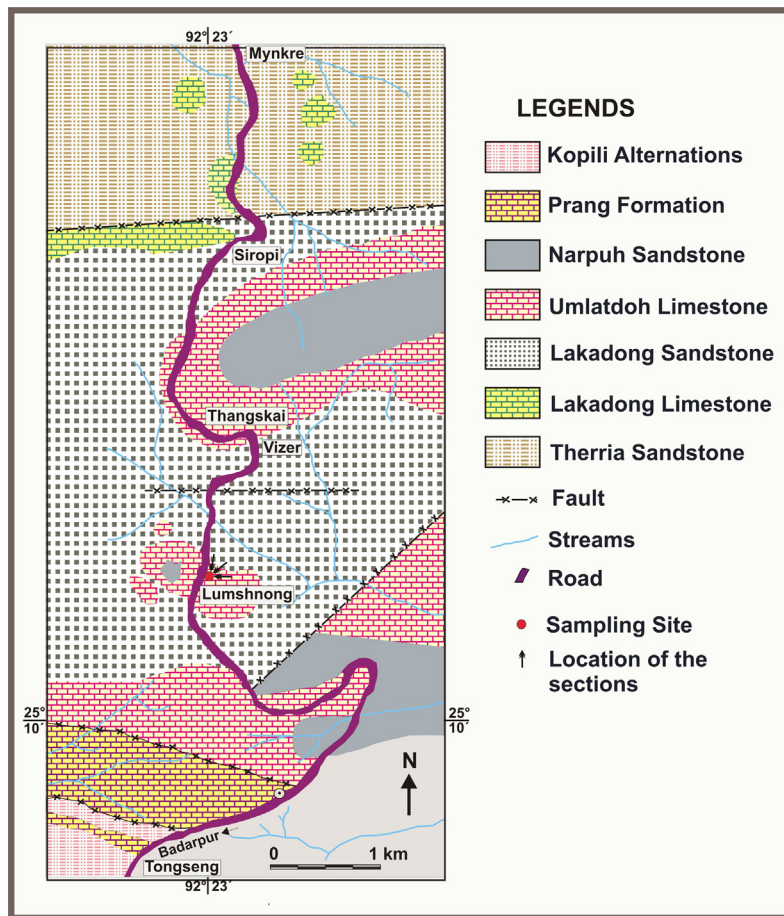 92° 23´
Mynkre
Siropi
Thangskai
Vizer
Lumshnong
25°
10´
25°
10´
N
Badarpur
Tongseng
0 1 km
92° 23´
LEGENDS
Kopili Alternations
Prang Formation
Narpuh Sandstone
Umlatdoh Limestone
Lakadong Sandstone
Lakadong Limestone
Therria Sandstone
Fault
Streams
Road
Sampling Site
Location of the
sections